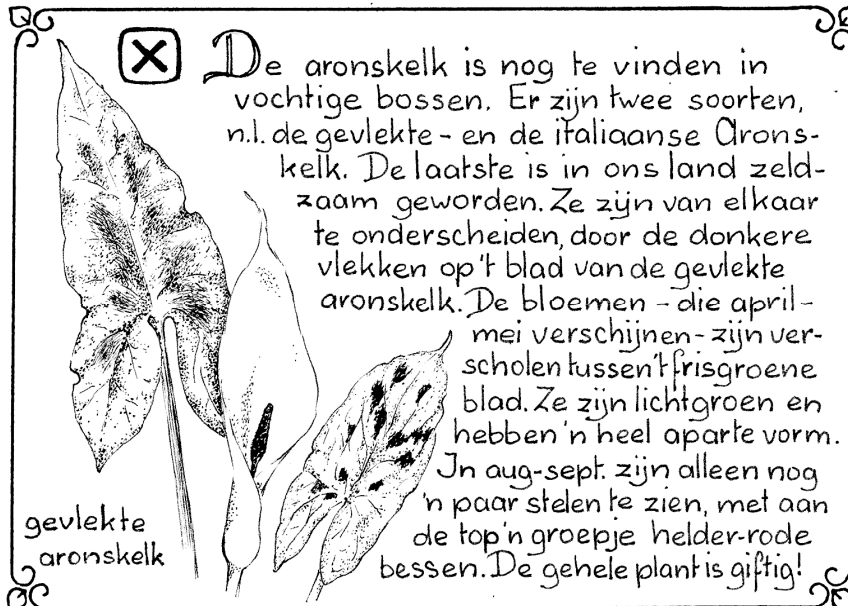 De aronskelk is nog te vinden in
vochtige bossen. Er zijn twee soorten,
n.l. de gevlekte - en de italiaanse Arons-
kelk. De laatste is in ons land zeld-
zaam geworden. Ze zijn van elkaar
te onderscheiden, door de donkere
vlekken op 't blad van de gevlekte
aronskelk. De bloemen - die april-
mei verschijnen - zijn ver-
scholen tussen 't frisgroene
blad. Ze zijn lichtgroen en
hebben 'n heel aparte vorm.
In aug-sept. zijn alleen nog
'n paar stelen te zien, met aan
de top 'n groepje helder-rode
bessen. De gehele plant is giftig!
gevlekte
aronskelk